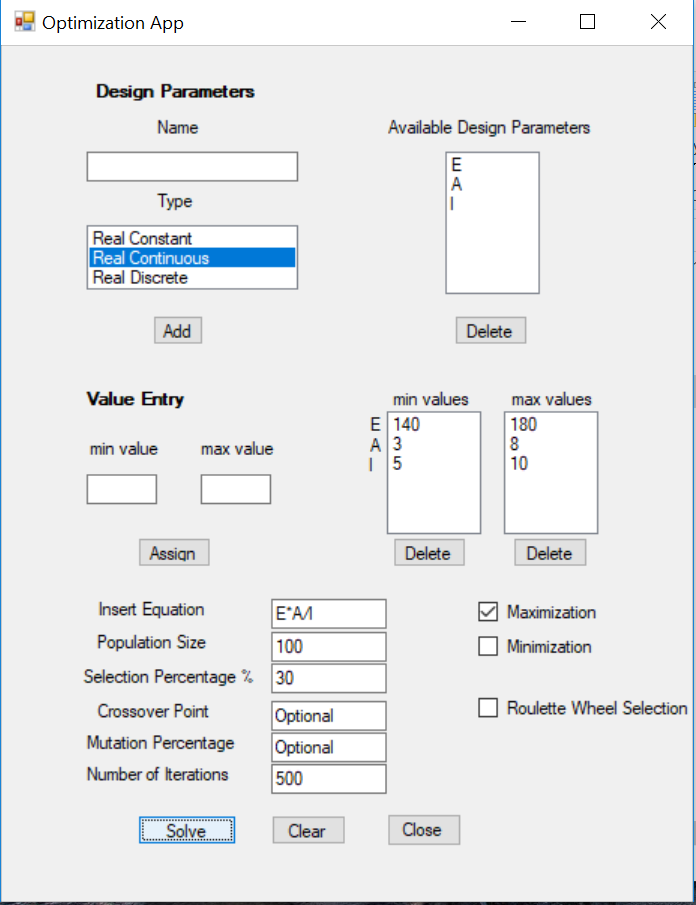 Optimization App
Design Parameters
Name
Available Design Parameters
E
A
I
Type
Real Constant
Real Continuous
Real Discrete
Add
Delete
Value Entry
min values
max values
E 140 180
A 3 8
I 5 10
min value
max value
Assign
Delete
Delete
Insert Equation E*A/I
Maximization
Population Size 100
Minimization
Selection Percentage % 30
Crossover Point Optional
Roulette Wheel Selection
Mutation Percentage Optional
Number of Iterations 500
Solve
Clear
Close